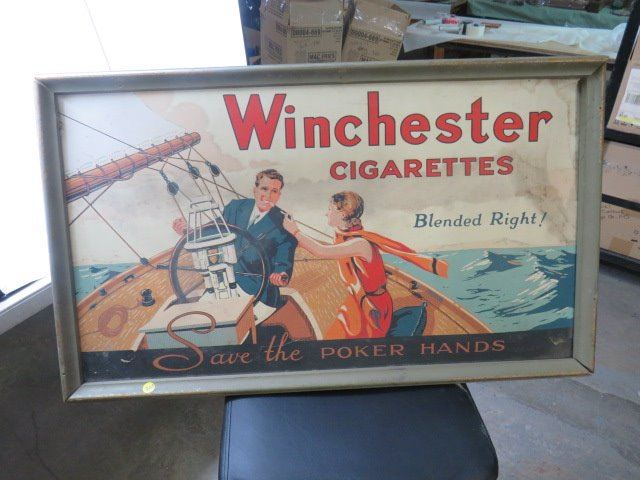 Winchester
CIGARETTES
Blended Right!
Save the POKER HANDS